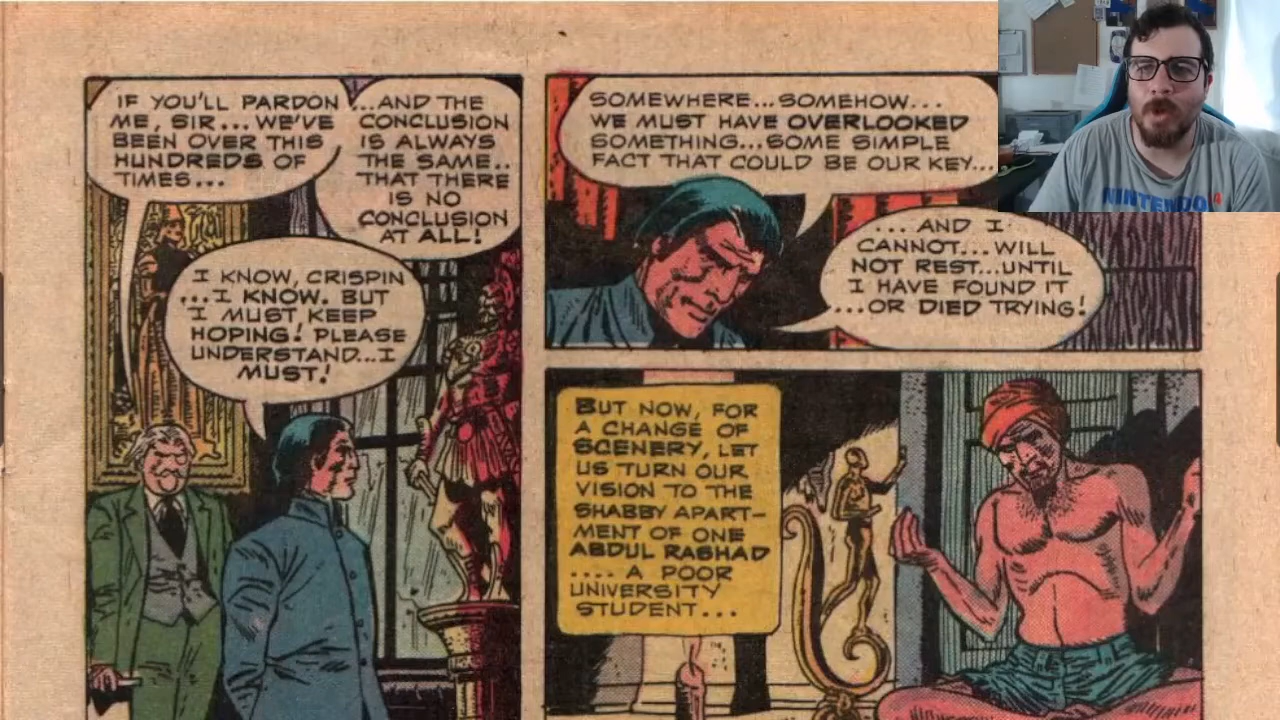 IF YOU'LL PARDON
ME, SIR... WE'VE
BEEN OVER THIS
HUNDREDS OF
TIMES...
...AND THE
CONCLUSION
IS ALWAYS
THE SAME..
THAT THERE
IS NO
CONCLUSION
AT ALL!
I KNOW, CRISPIN
...I KNOW. BUT
I MUST KEEP
HOPING! PLEASE
UNDERSTAND...I
MUST!
SOMEWHERE...SOMEHOW...
WE MUST HAVE OVERLOOKED
SOMETHING...SOME SIMPLE
FACT THAT COULD BE OUR KEY...
...AND I
CANNOT...WILL
NOT REST...UNTIL
I HAVE FOUND IT
...OR DIED TRYING!
BUT NOW, FOR
A CHANGE OF
SCENERY, LET
US TURN OUR
VISION TO THE
SHABBY APART-
MENT OF ONE
ABDUL RASHAD
.... A POOR
UNIVERSITY
STUDENT...
NINTENDO